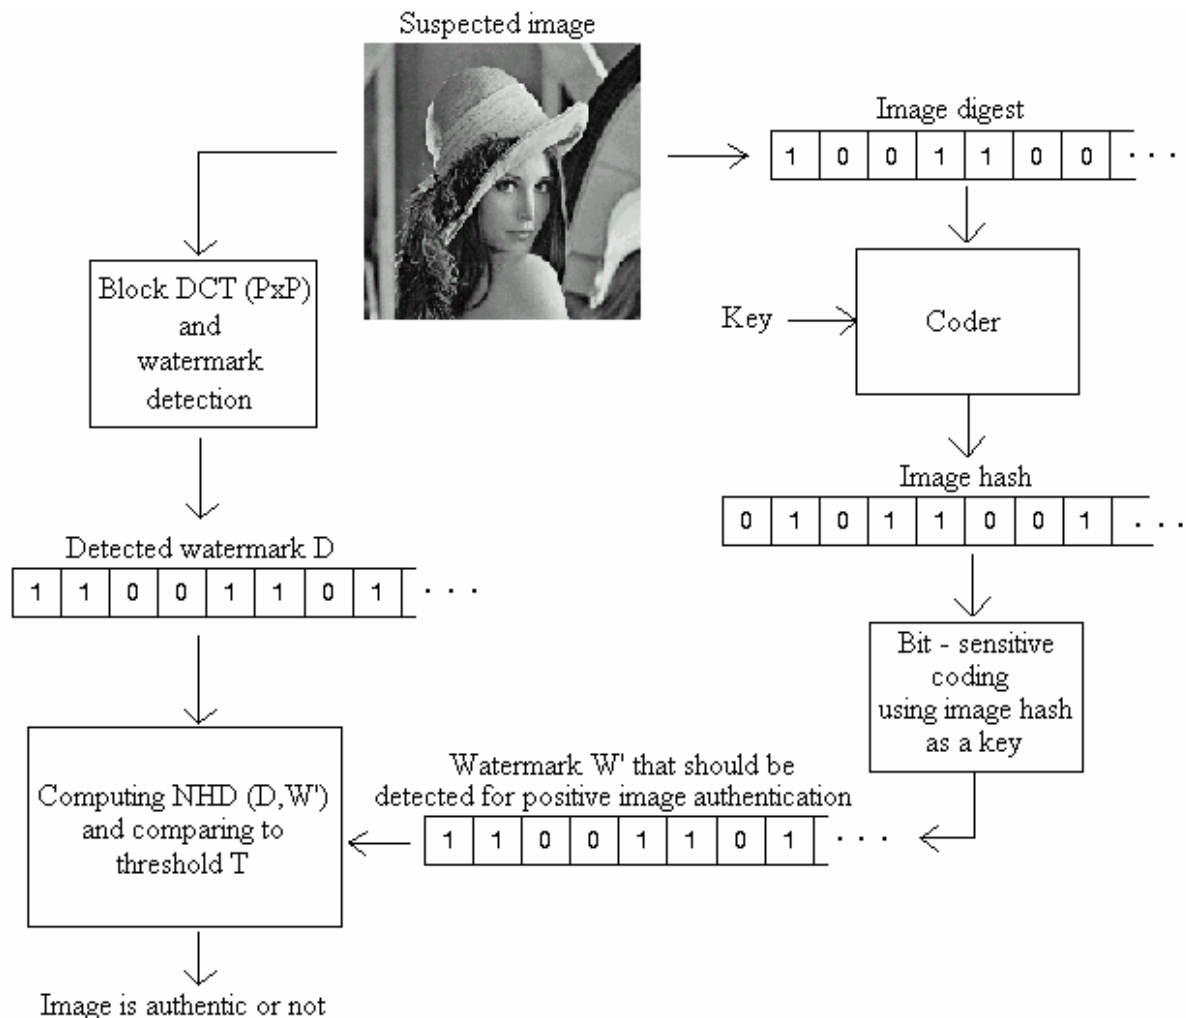 Suspected image
Image digest
1 0 0 1 1 0 0 . . .
Block DCT (PxP)
and
watermark
detection
Key
Coder
Image hash
0 1 0 1 1 0 0 1 . . .
Detected watermark D
1 1 0 0 1 1 0 1 . . .
Bit - sensitive
coding
using image hash
as a key
Watermark W' that should be
detected for positive image authentication
1 1 0 0 1 1 0 1 . . .
Computing NHD (D,W')
and comparing to
threshold T
Image is authentic or not